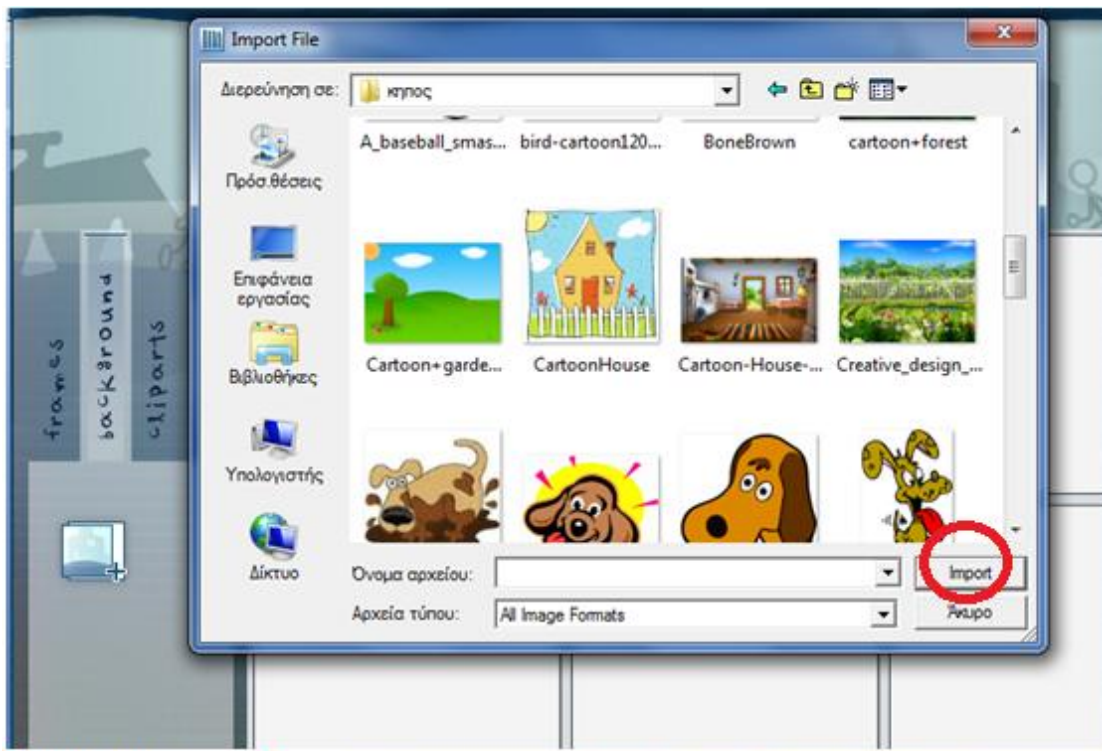 Import File
Διερεύνηση σε: κηπος
A_baseball_smas... bird-cartoon120... BoneBrown cartoon+forest
Πρόσ.θέσεις
Επιφάνεια
εργασίας
Cartoon+garde... CartoonHouse Cartoon-House-... Creative_design_...
Βιβλιοθήκες
Υπολογιστής
Δίκτυο
Όνομα αρχείου: Import
Αρχεία τύπου: All Image Formats Άκυρο
frames
background
cliparts